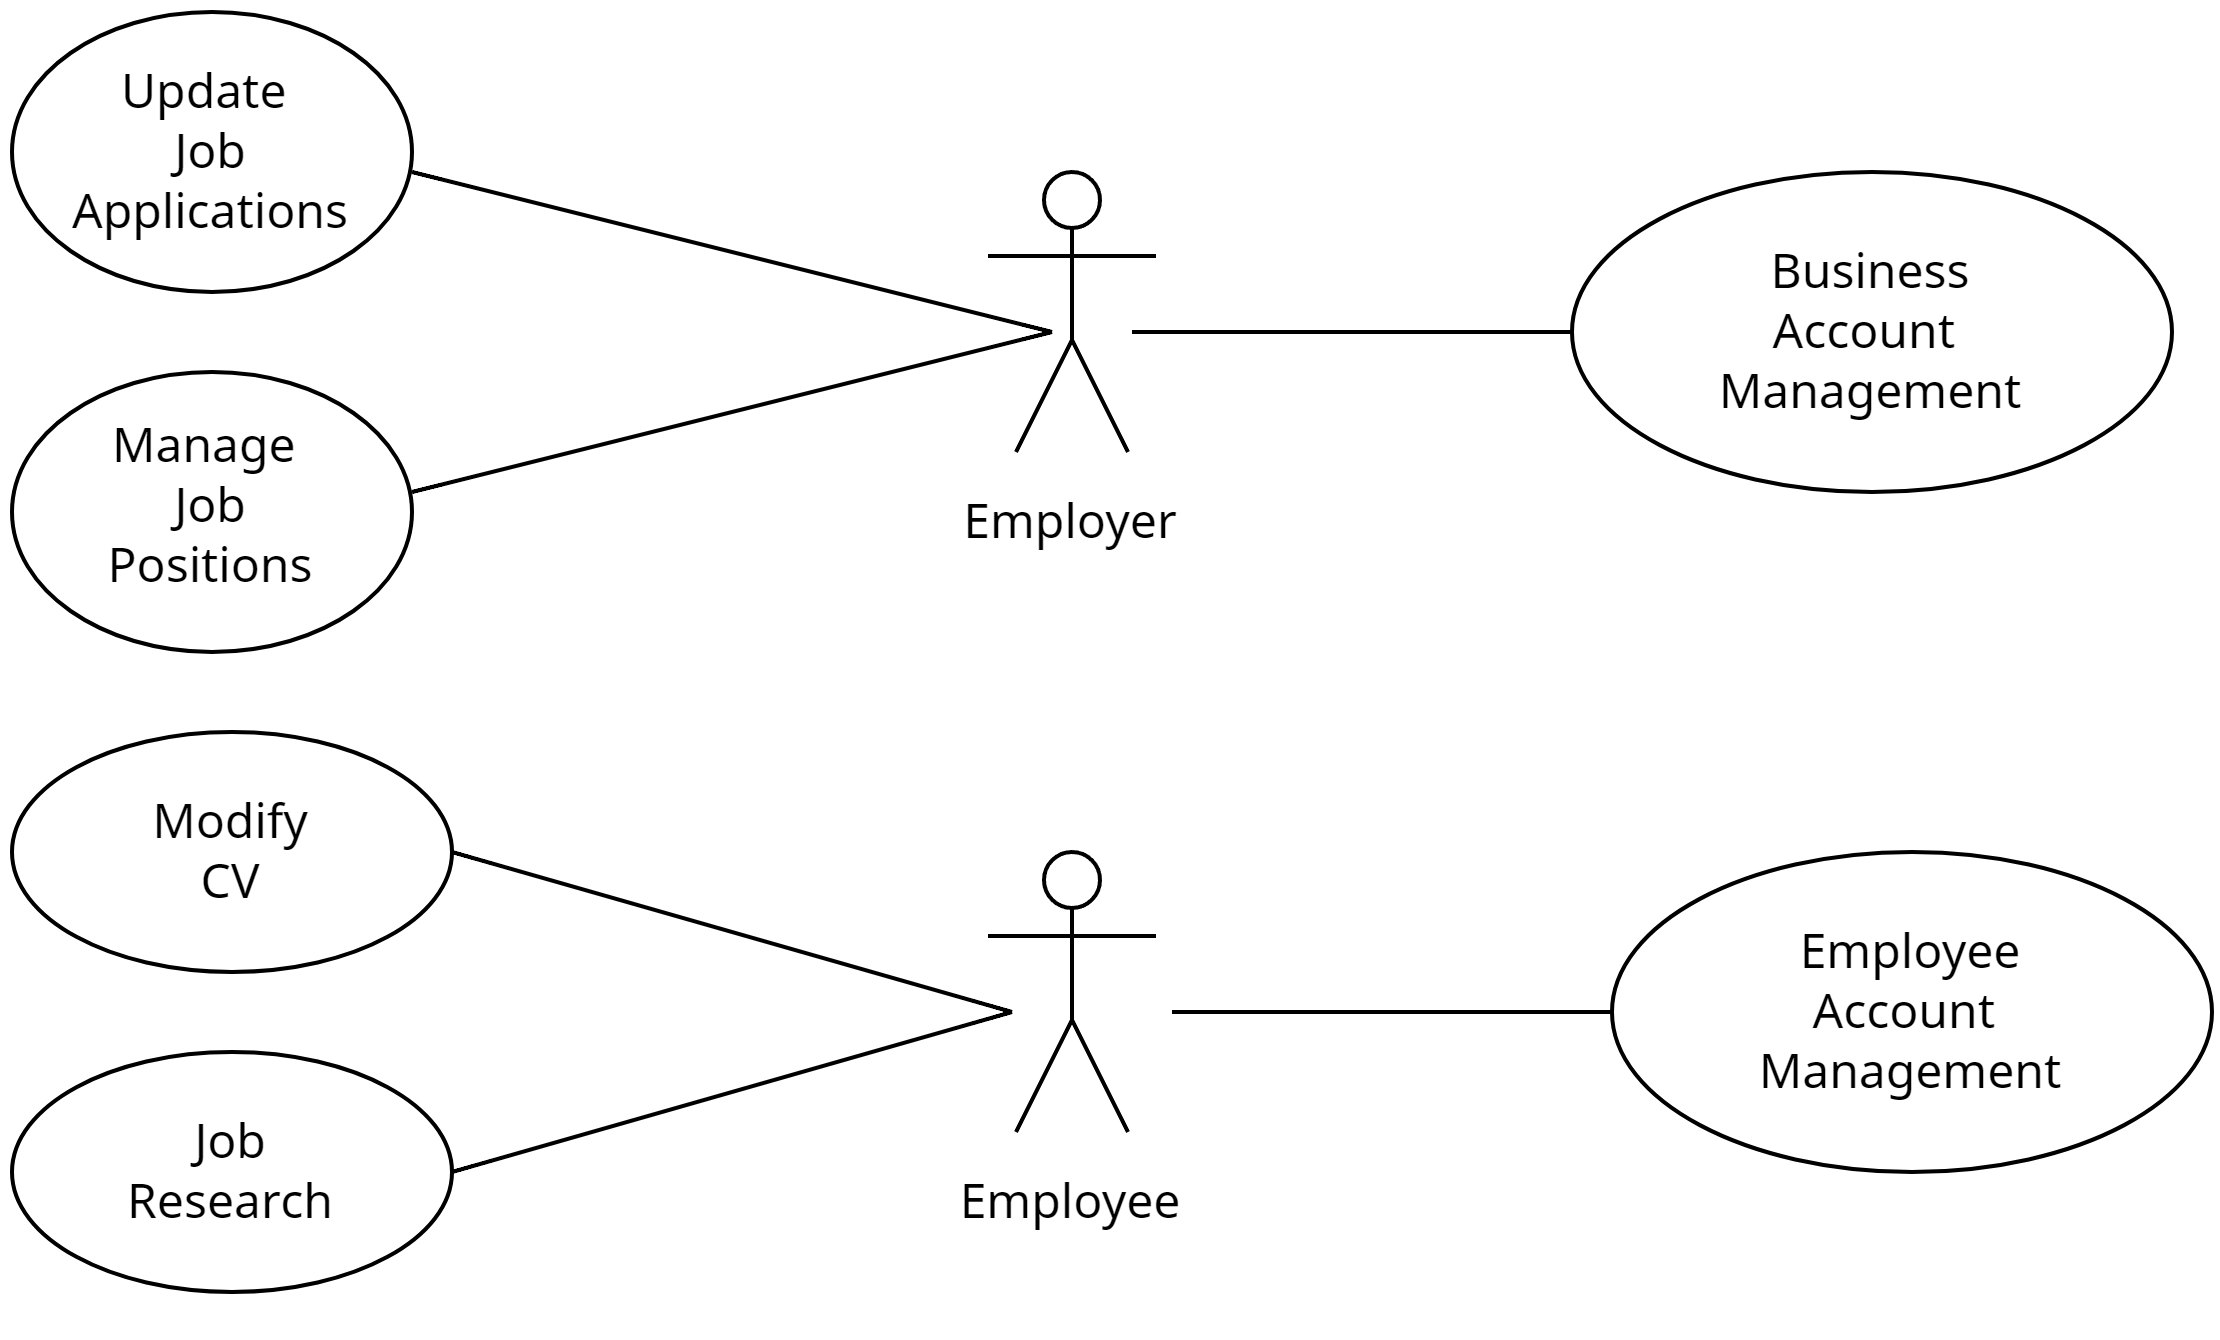 Update
Job
Applications
Business
Account
Management
Manage
Job
Positions
Employer
Modify
CV
Employee
Account
Management
Job
Research
Employee